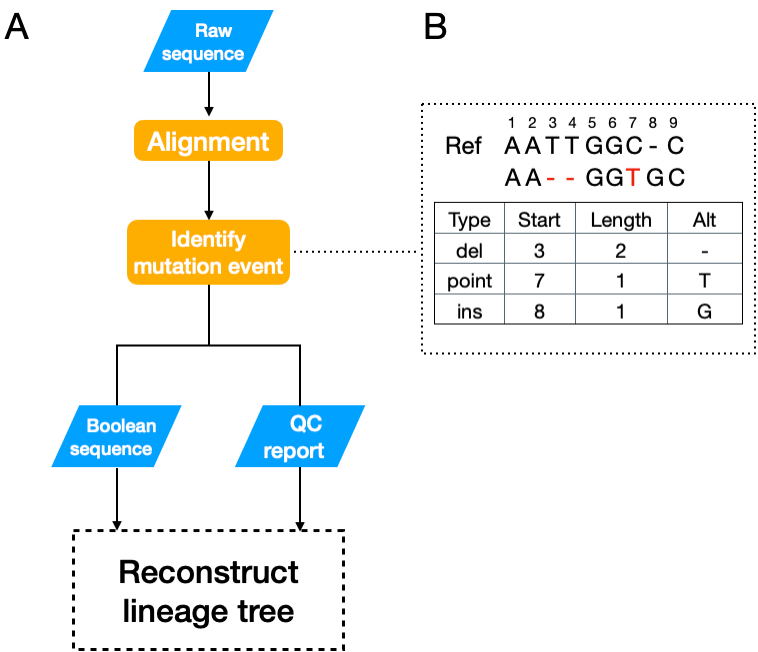 A
Raw
sequence
Alignment
Identify
mutation event
Boolean
sequence
QC
report
Reconstruct
lineage tree
B
1 2 3 4 5 6 7 8 9
Ref AATTGGC-C
AA--GGTGC
Type Start Length Alt
del 3 2 -
point 7 1 T
ins 8 1 G